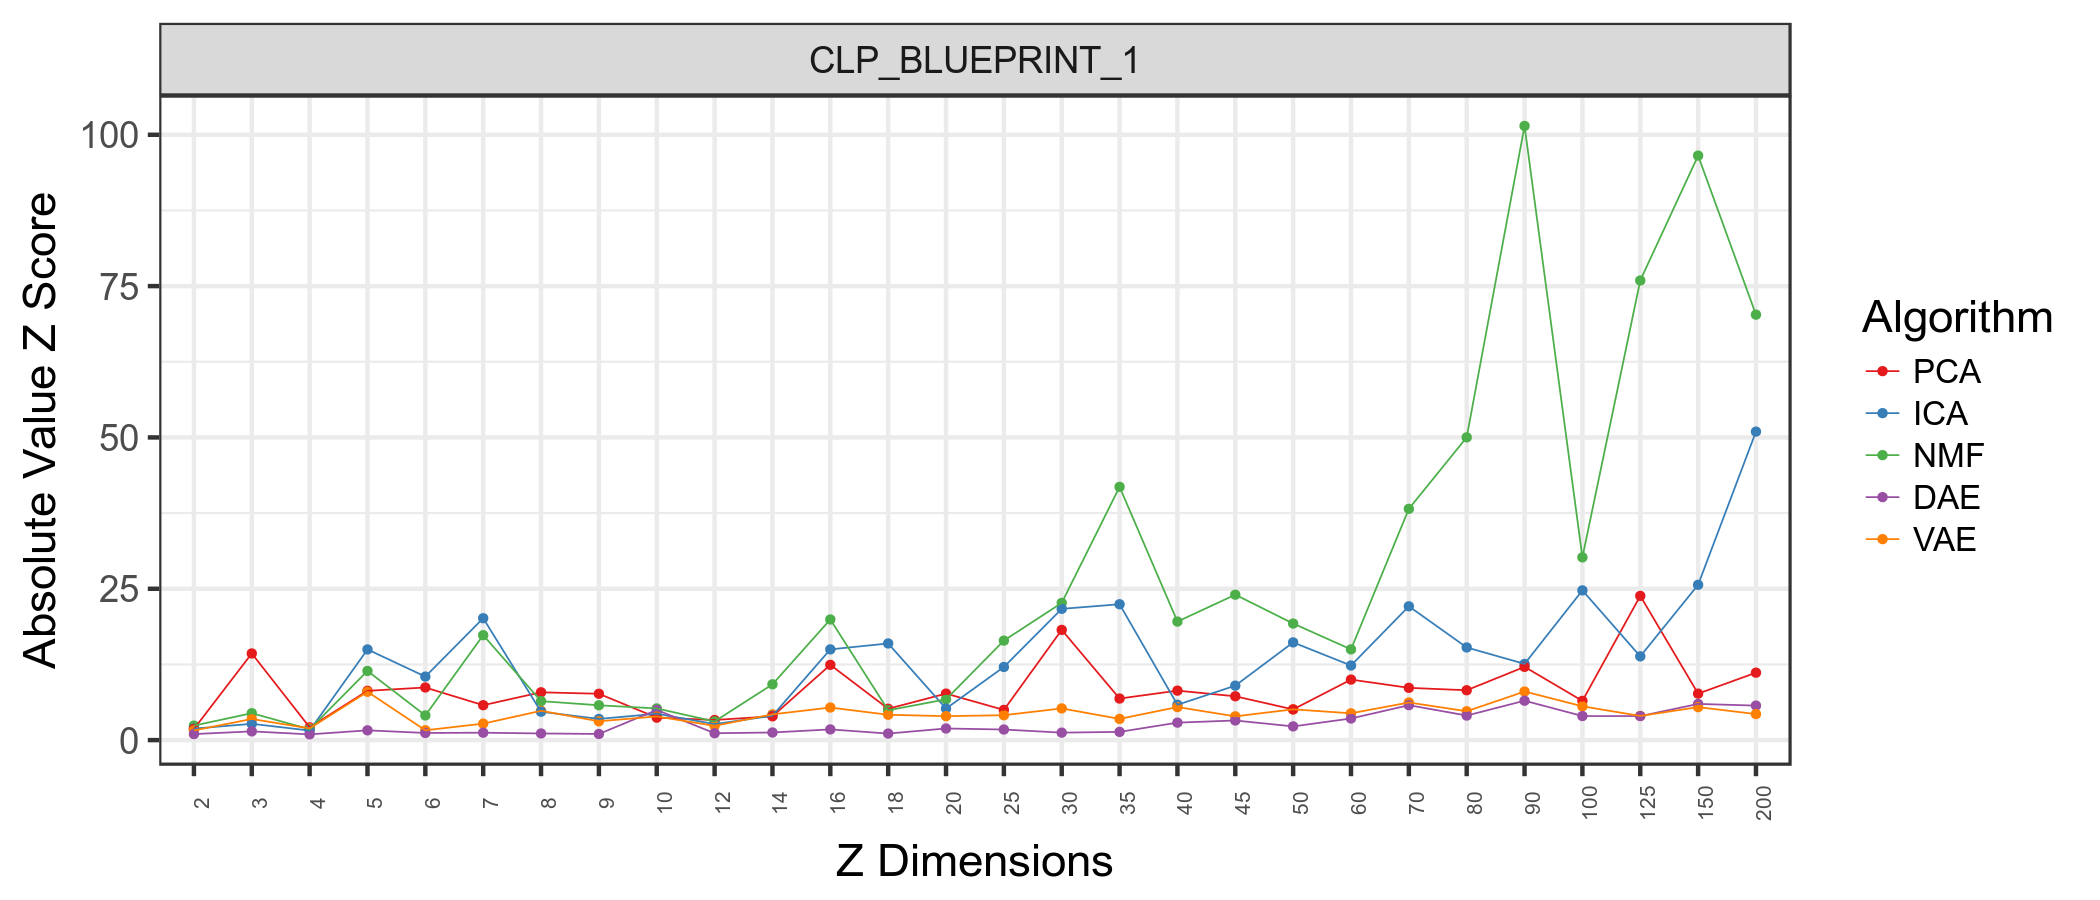 CLP_BLUEPRINT_1
Absolute Value Z Score
100
75
50
25
0
2 3 4 5 6 7 8 9 10 12 14 16 18 20 25 30 35 40 45 50 60 70 80 90 100 125 150 200
Z Dimensions
Algorithm
PCA
ICA
NMF
DAE
VAE